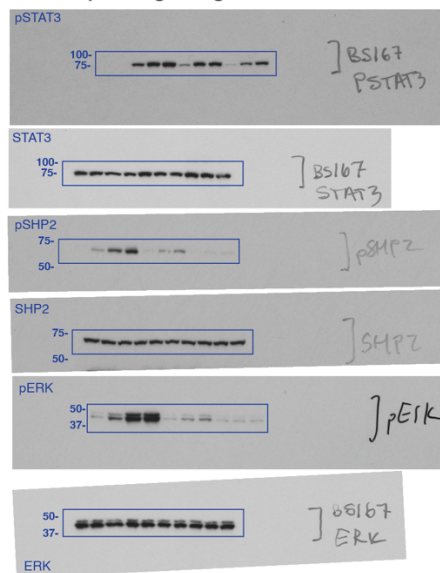 pSTAT3
100-
75-
BS167
PSTAT3
STAT3
100-
75-
BS167
STAT3
pSHP2
75-
50-
pSHP2
SHP2
75-
50-
SHP2
pERK
50-
37-
pERK
50-
37-
BS167
ERK
ERK